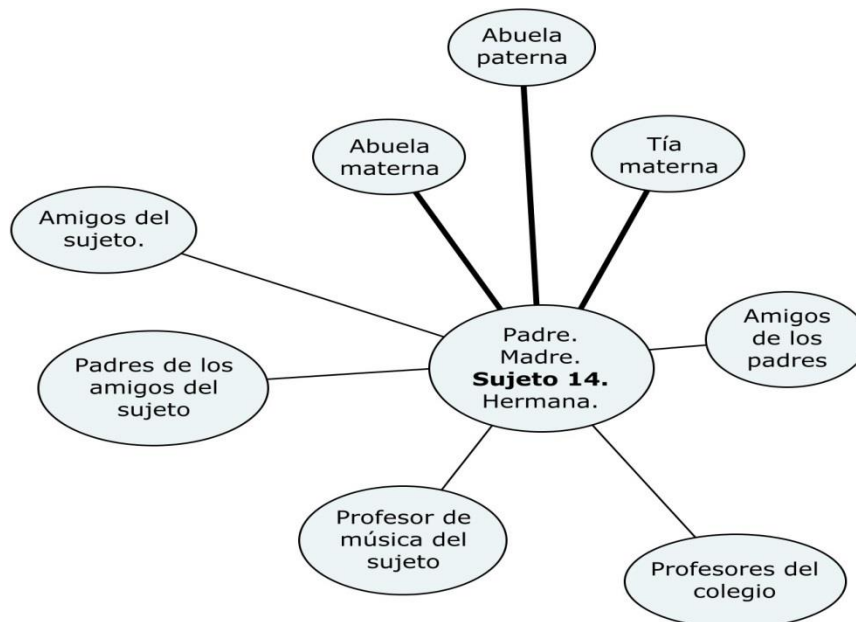 Abuela
paterna
Abuela
materna
Tía
materna
Amigos del
sujeto.
Padre.
Madre.
Sujeto 14.
Hermana.
Amigos
de los
padres
Padres de los
amigos del
sujeto
Profesor de
música del
sujeto
Profesores del
colegio